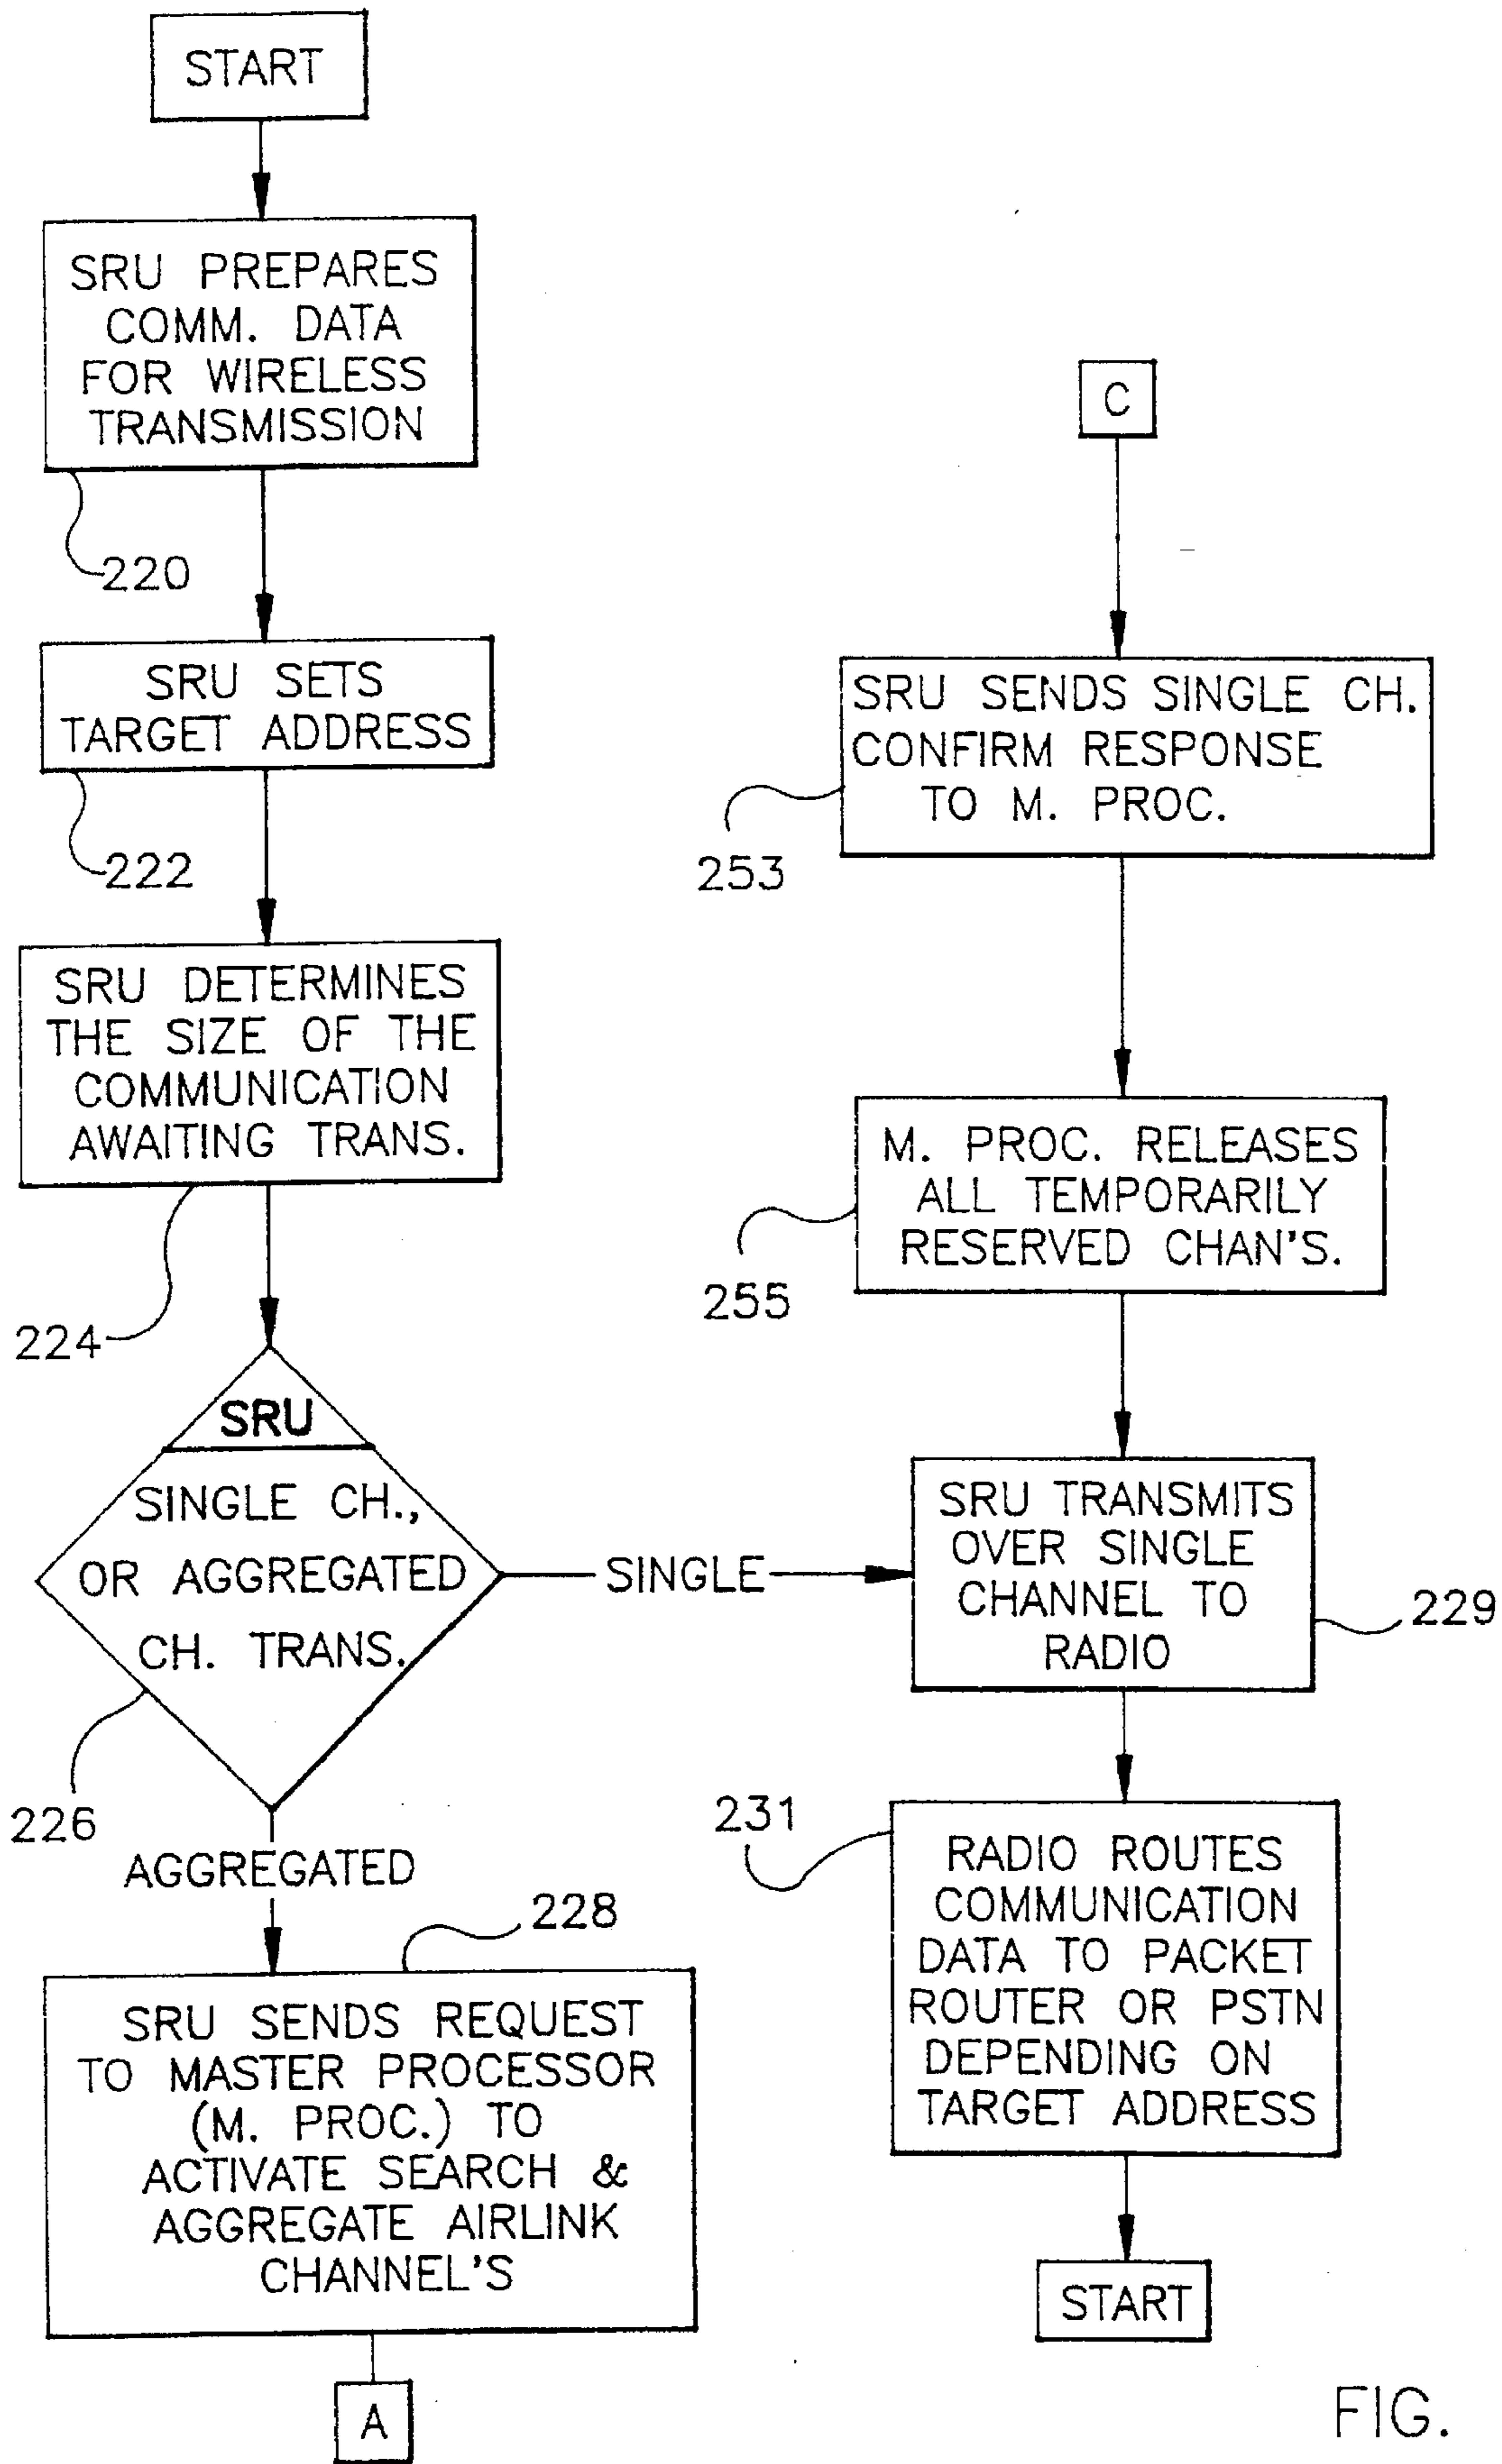 START
SRU PREPARES
COMM. DATA
FOR WIRELESS
TRANSMISSION
220
SRU SETS
TARGET ADDRESS
222
SRU DETERMINES
THE SIZE OF THE
COMMUNICATION
AWAITING TRANS.
224
SRU
SINGLE CH.,
OR AGGREGATED
CH. TRANS.
226
SINGLE
AGGREGATED
228
SRU SENDS REQUEST
TO MASTER PROCESSOR
(M. PROC.) TO
ACTIVATE SEARCH &
AGGREGATE AIRLINK
CHANNEL'S
A
C
SRU SENDS SINGLE CH.
CONFIRM RESPONSE
TO M. PROC.
253
M. PROC. RELEASES
ALL TEMPORARILY
RESERVED CHAN'S.
255
SRU TRANSMITS
OVER SINGLE
CHANNEL TO
RADIO
229
231
RADIO ROUTES
COMMUNICATION
DATA TO PACKET
ROUTER OR PSTN
DEPENDING ON
TARGET ADDRESS
START
FIG.